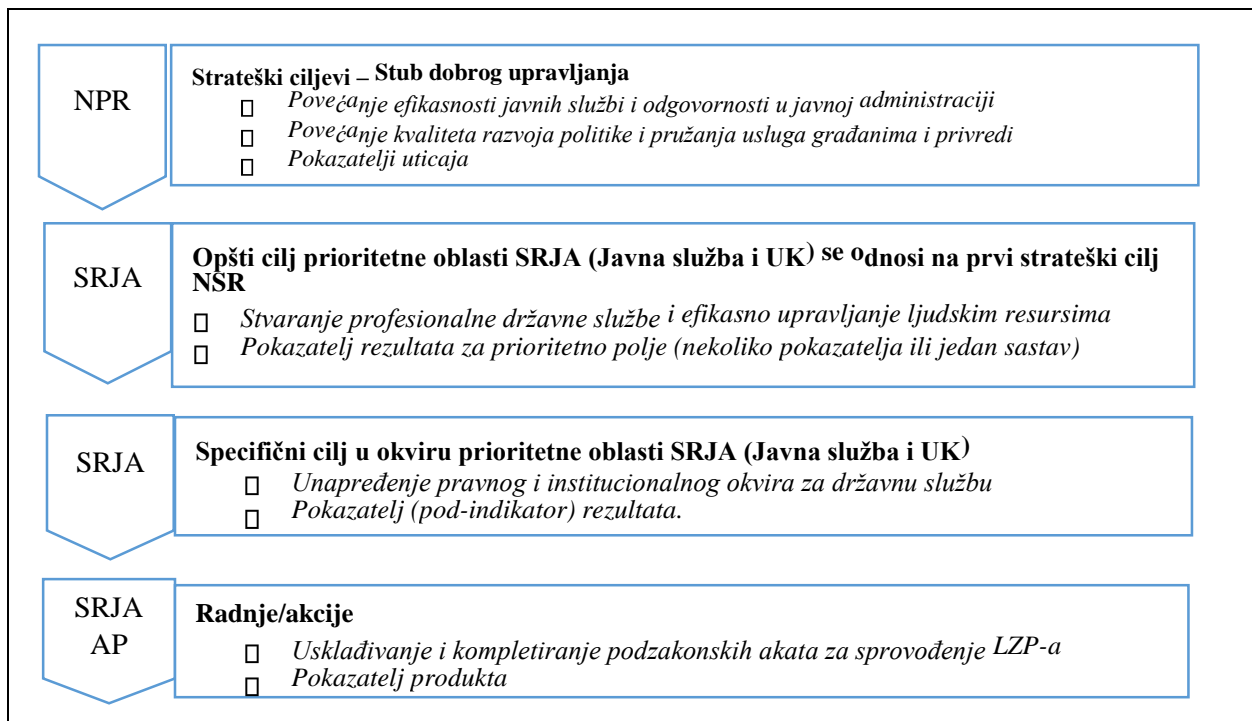 NPR
Strateški ciljevi – Stub dobrog upravljanja
Povećanje efikasnosti javnih službi i odgovornosti u javnoj administraciji
Povećanje kvaliteta razvoja politike i pružanja usluga građanima i privredi
Pokazatelji uticaja
SRJA
Opšti cilj prioritetne oblasti SRJA (Javna služba i UK) se odnosi na prvi strateški cilj
NSR
Stvaranje profesionalne državne službe i efikasno upravljanje ljudskim resursima
Pokazatelj rezultata za prioritetno polje (nekoliko pokazatelja ili jedan sastav)
SRJA
Specifični cilj u okviru prioritetne oblasti SRJA (Javna služba i UK)
Unapređenje pravnog i institucionalnog okvira za državnu službu
Pokazatelj (pod-indikator) rezultata.
SRJA
AP
Radnje/akcije
Usklađivanje i kompletiranje podzakonskih akata za sprovođenje LZP-a
Pokazatelj produkta